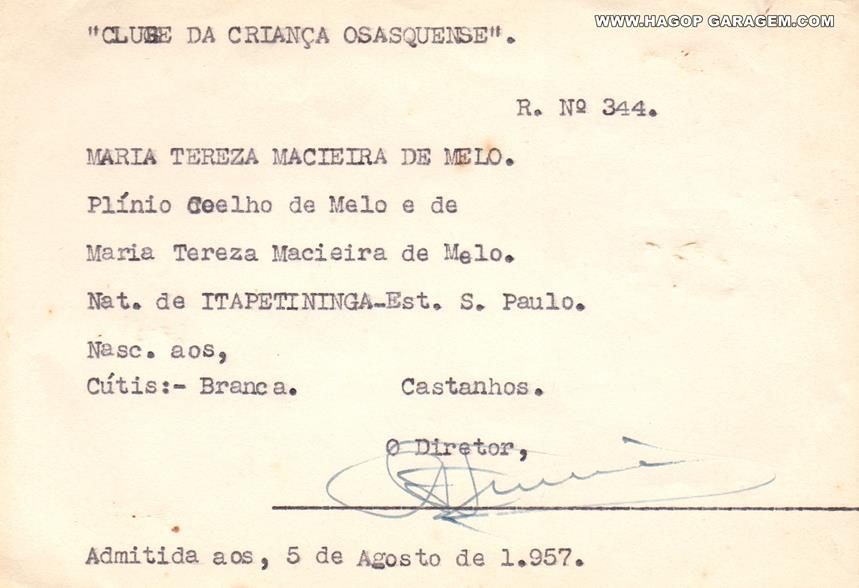 WWW.HAGOP GARAGEM.COM
"CLUBE DA CRIANÇA OSASQUENSE".
R. Nº 344.
MARIA TEREZA MACIEIRA DE MELO.
Plínio Coelho de Melo e de
Maria Tereza Macieira de Melo.
Nat. de ITAPETININGA-Est. S. Paulo.
Nasc. aos,
Cútis:- Branca. Castanhos.
O Diretor,
Admitida aos, 5 de Agosto de 1.957.